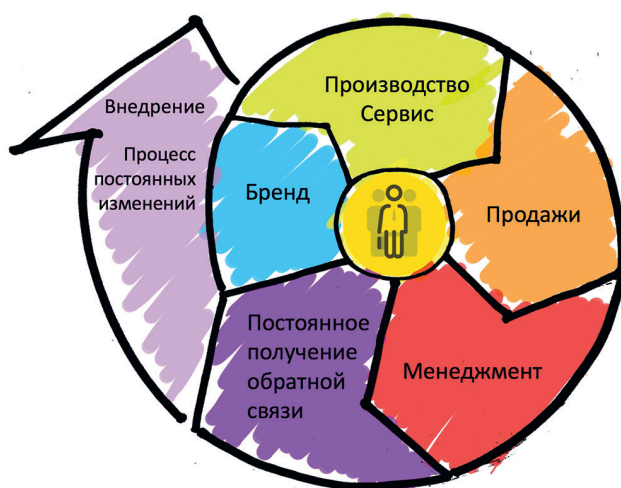 Внедрение
Процесс
постоянных
изменений
Производство
Сервис
Бренд
Продажи
Постоянное
получение
обратной
связи
Менеджмент